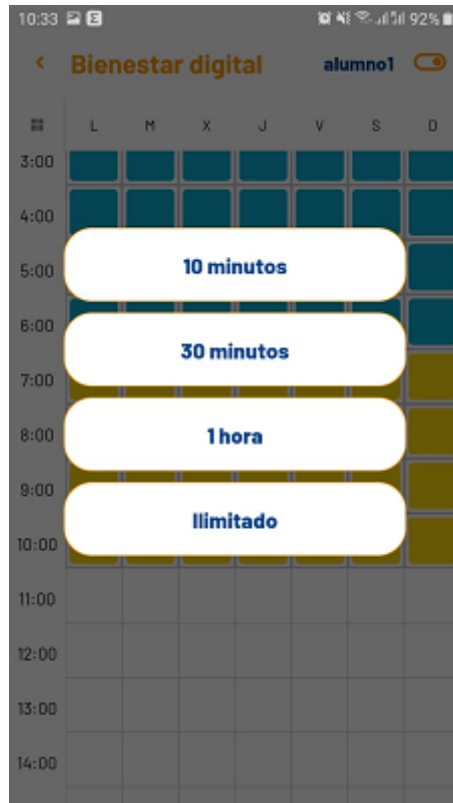 10:33 92%
Bienestar digital alumno1
L M X J V S D
3:00
4:00
5:00
10 minutos
6:00
30 minutos
7:00
8:00
1 hora
9:00
Ilimitado
10:00
11:00
12:00
13:00
14:00